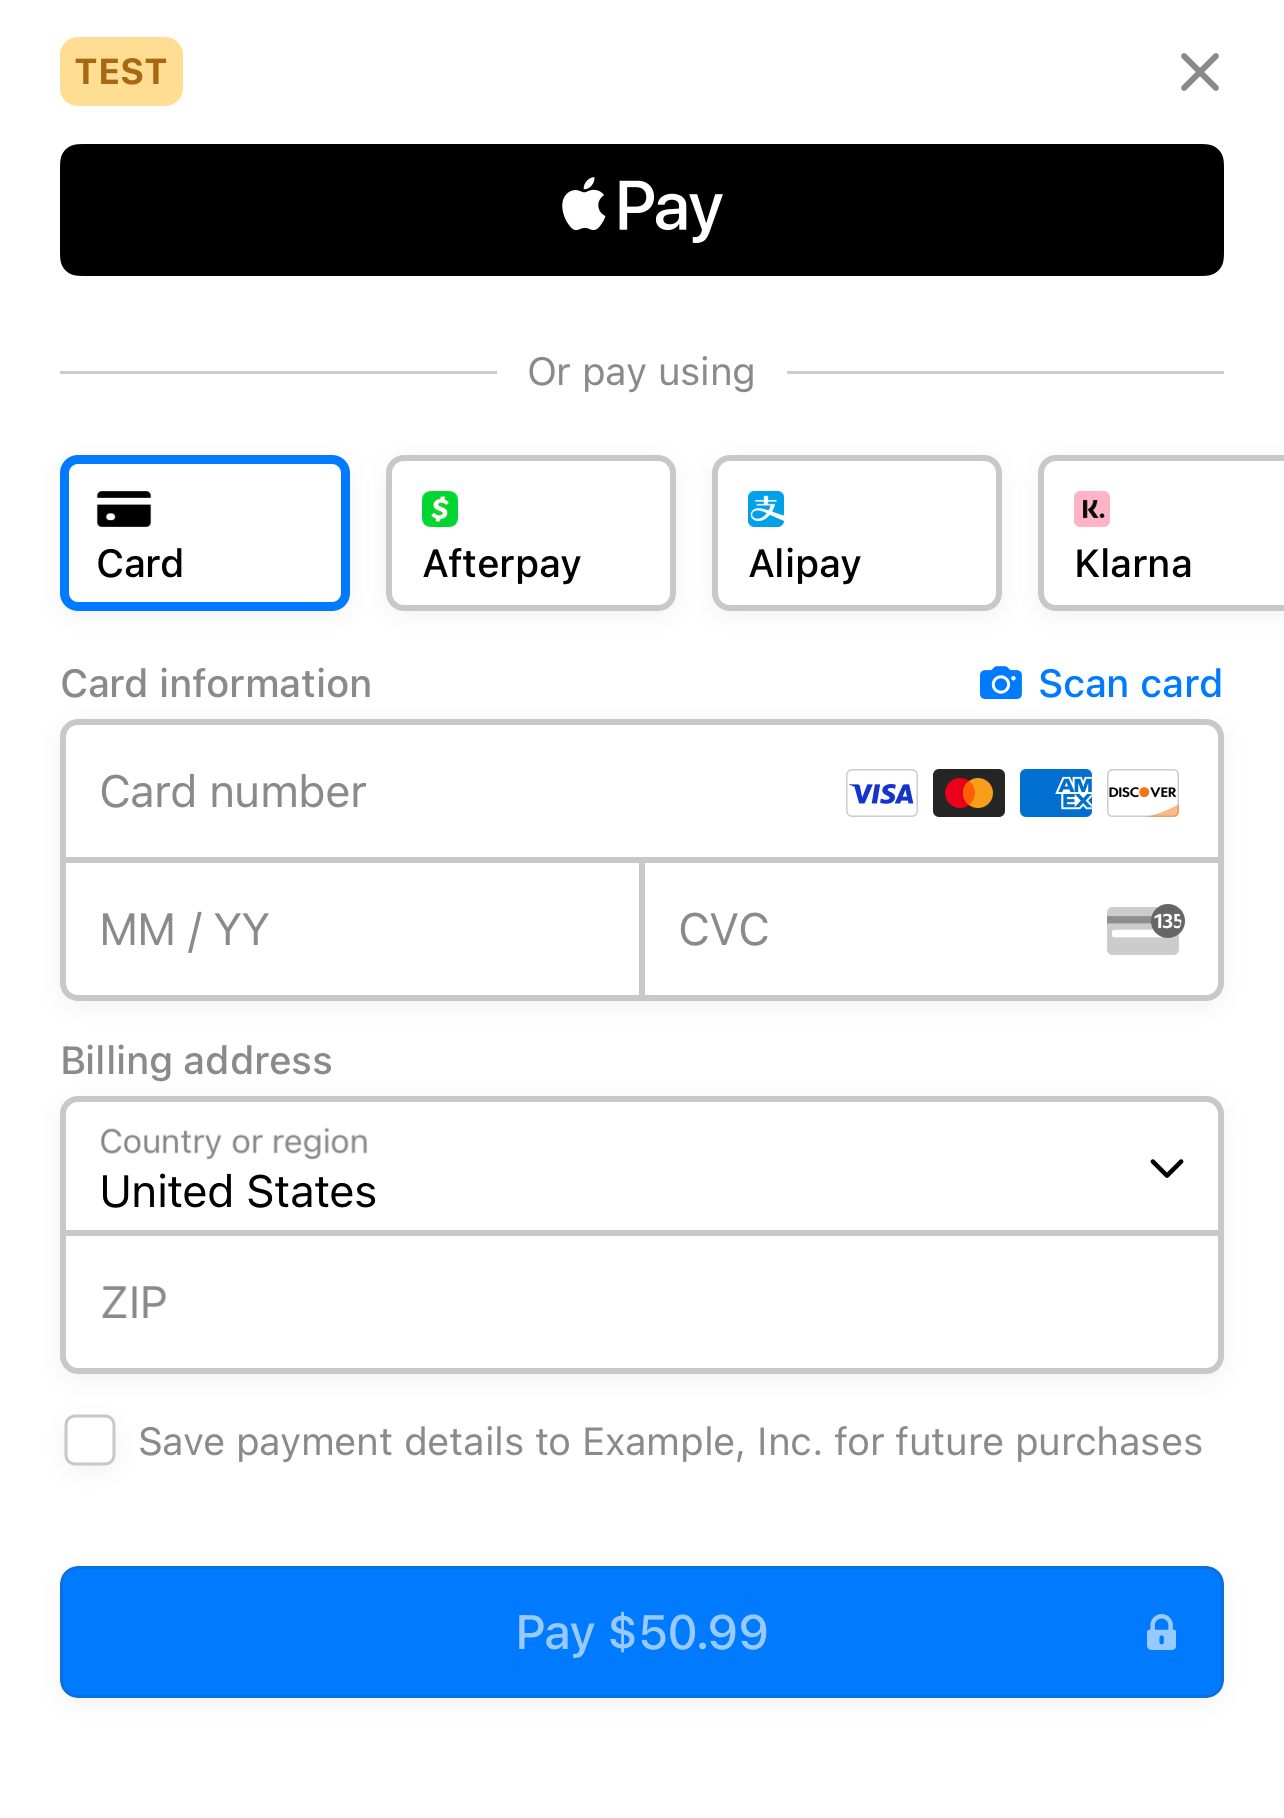 TEST
Pay
Or pay using
Card
$
Afterpay
支
Alipay
K.
Klarna
Card information
Scan card
Card number
VISA
AM
EX
DISCOVER
MM / YY
CVC
135
Billing address
Country or region
United States
ZIP
Save payment details to Example, Inc. for future purchases
Pay $50.99